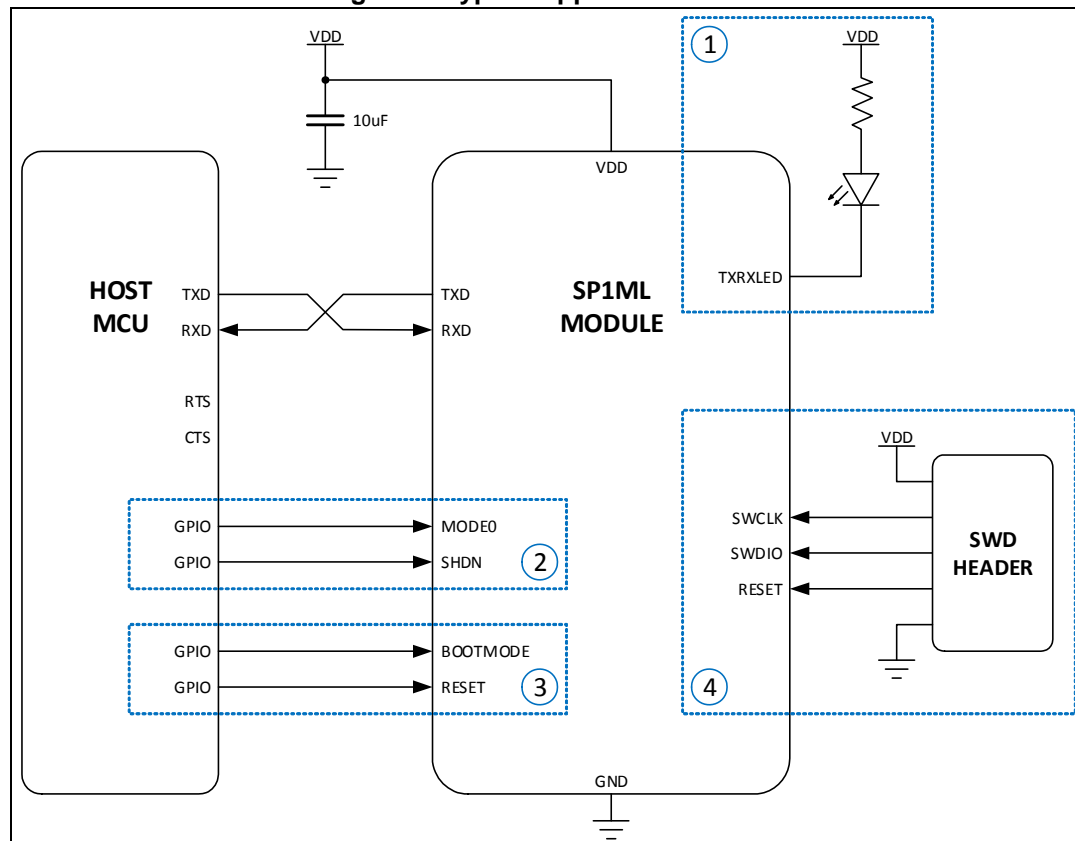 VDD
10uF
1
VDD
VDD
TXRXLED
HOST
MCU
TXD
RXD
RTS
CTS
TXD
RXD
SP1ML
MODULE
GPIO
MODE0
GPIO
SHDN
2
GPIO
BOOTMODE
GPIO
RESET
3
VDD
SWCLK
SWDIO
RESET
SWD
HEADER
4
GND